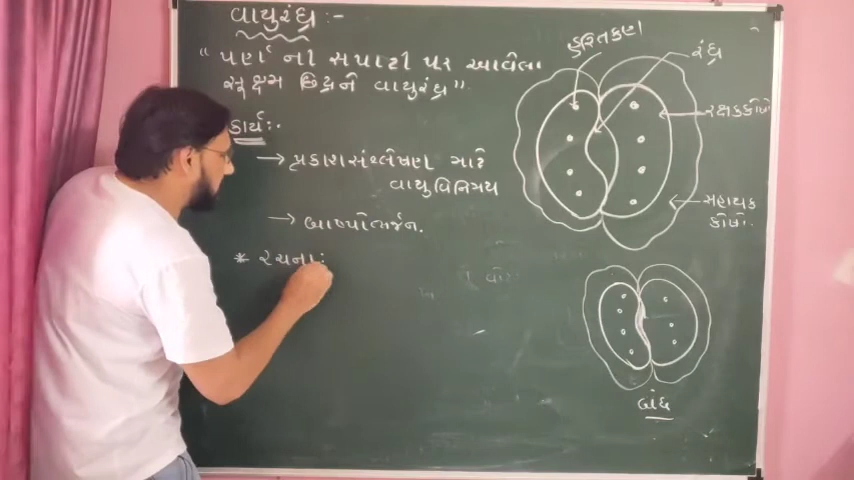 વાયુરંધ્ર :-
" પર્ણ ની સપાટી પર આવેલા
સૂક્ષ્મ છિદ્રને વાયુરંધ્ર "
કાર્ય:-
→ પ્રકાશસંશ્લેષણ માટે
વાયુવિનિમય
→ બાષ્પોત્સર્જન.
* રચના:
હરિતકણ
રંધ્ર
રક્ષકકોષો
સહાયક
કોષો.
બંધ